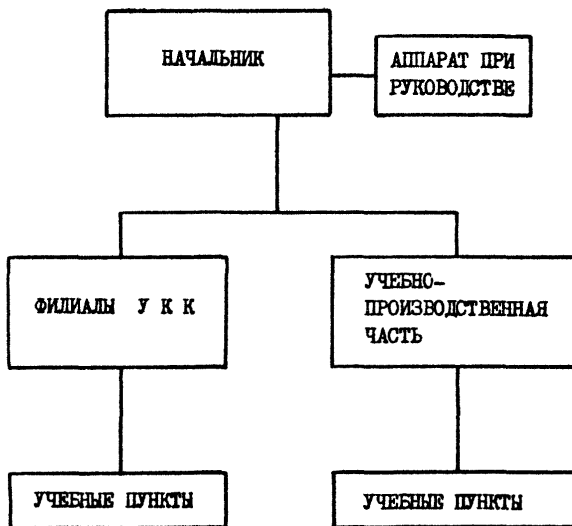 НАЧАЛЬНИК
АППАРАТ ПРИ
РУКОВОДСТВЕ
ФИЛИАЛЫ У К К
УЧЕБНО-
ПРОИЗВОДСТВЕННАЯ
ЧАСТЬ
УЧЕБНЫЕ ПУНКТЫ
УЧЕБНЫЕ ПУНКТЫ